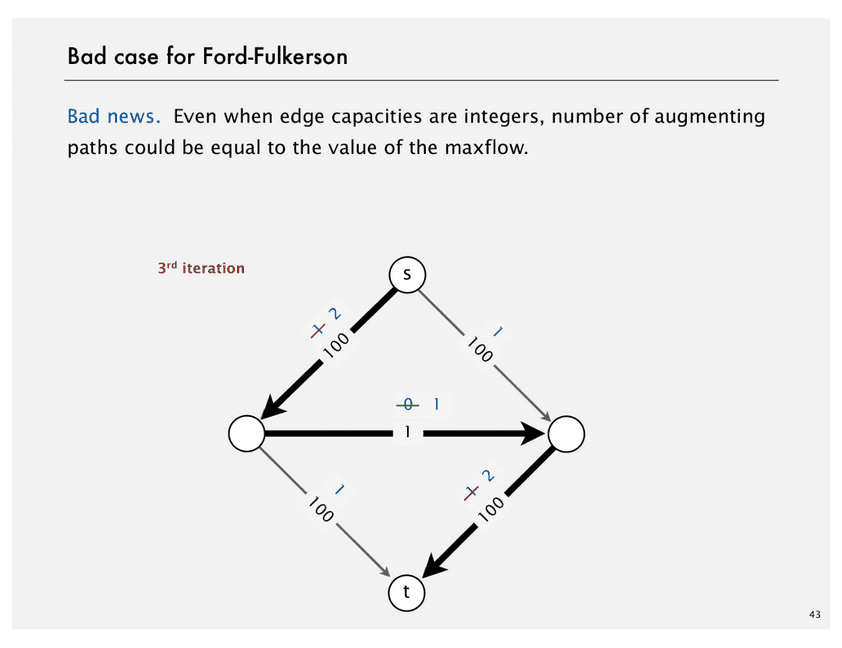 Bad case for Ford-Fulkerson
Bad news. Even when edge capacities are integers, number of augmenting
paths could be equal to the value of the maxflow.
3rd iteration
s
1 2
100
1
100
0 1
1
1
100
1 2
100
t
43